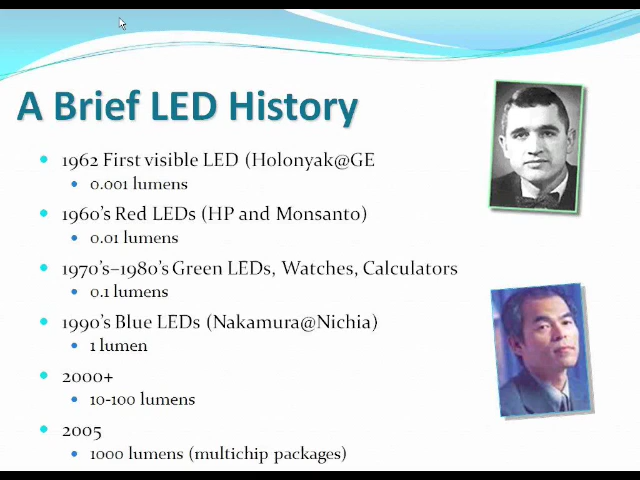 A Brief LED History
1962 First visible LED (Holonyak@GE
0.001 lumens
1960's Red LEDs (HP and Monsanto)
0.01 lumens
1970's–1980's Green LEDs, Watches, Calculators
0.1 lumens
1990's Blue LEDs (Nakamura@Nichia)
1 lumen
2000+
10-100 lumens
2005
1000 lumens (multichip packages)